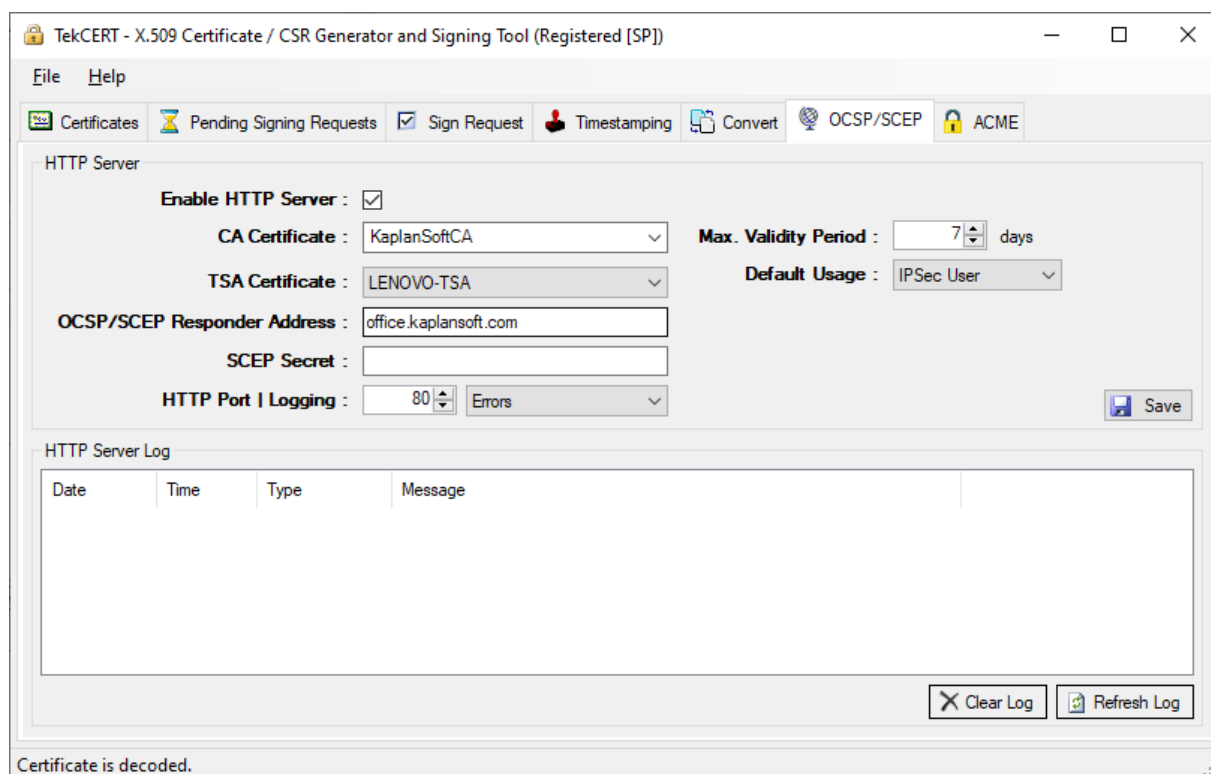 TekCERT - X.509 Certificate / CSR Generator and Signing Tool (Registered [SP])
File Help
Certificates Pending Signing Requests Sign Request Timestamping Convert OCSP/SCEP ACME
HTTP Server
Enable HTTP Server :
CA Certificate : KaplanSoftCA Max. Validity Period : 7 days
TSA Certificate : LENOVO-TSA Default Usage : IPSec User
OCSP/SCEP Responder Address : office.kaplansoft.com
SCEP Secret :
HTTP Port | Logging : 80 Errors Save
HTTP Server Log
Date Time Type Message
Clear Log Refresh Log
Certificate is decoded.